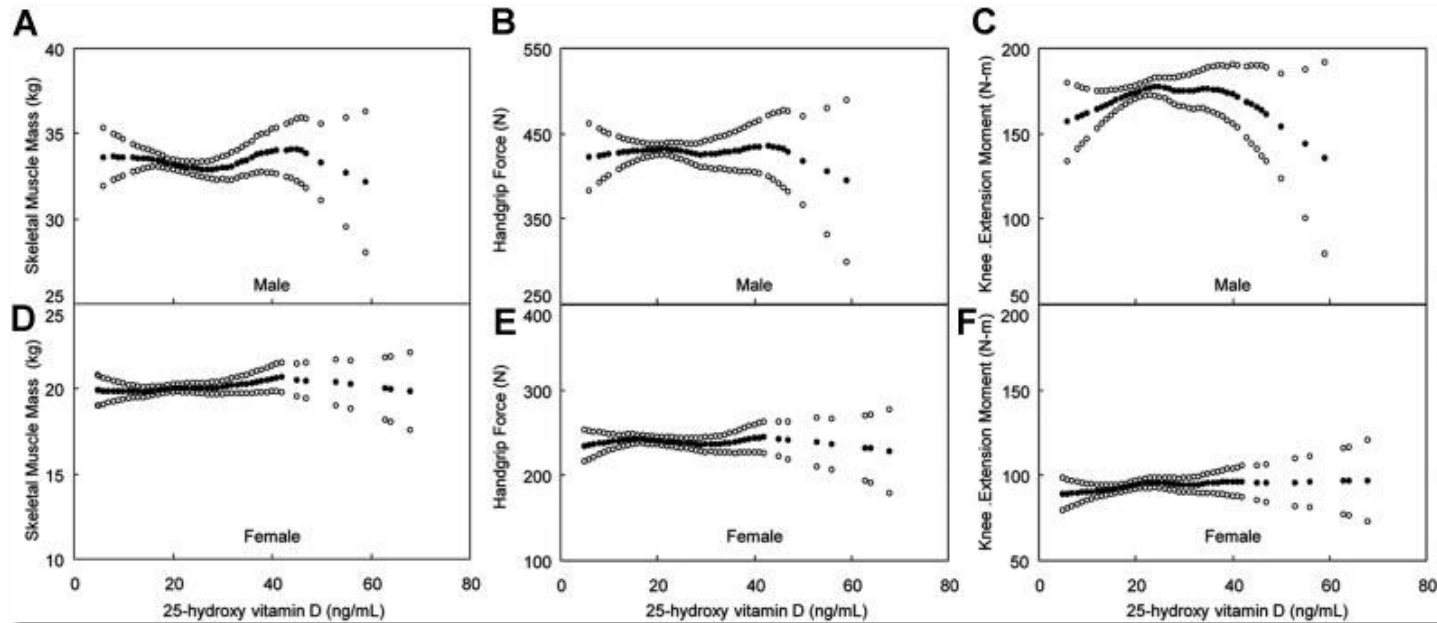 A
B
C
40
35
30
25
Skeletal Muscle Mass (kg)
Male
550
450
350
250
Handgrip Force (N)
Male
200
150
100
50
Knee .Extension Moment (N-m)
Male
D
E
F
25
20
15
10
Skeletal Muscle Mass (kg)
Female
0 20 40 60 80
25-hydroxy vitamin D (ng/mL)
400
300
200
100
Handgrip Force (N)
Female
0 20 40 60 80
25-hydroxy vitamin D (ng/mL)
200
150
100
50
Knee .Extension Moment (N-m)
Female
0 20 40 60 80
25-hydroxy vitamin D (ng/mL)